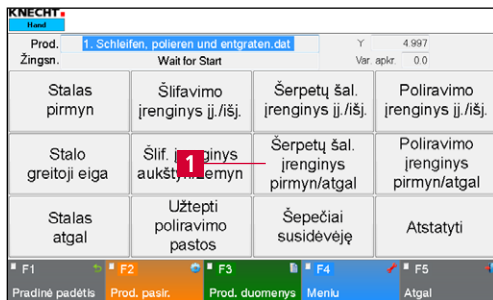 KNECHT
Hand
Prod. 1. Schleifen, polieren und entgraten.dat Y 4.997
Žingsn. Wait for Start Var. apkr. 0.0
Stalas
pirmyn
Šlifavimo
įrenginys įj./išj.
Šerpetų šal.
įrenginys įj./išj.
Poliravimo
įrenginys įj./išj.
Stalo
greitoji eiga
Šlif.
1
Šerpetų šal.
įrenginys
pirmyn/atgal
Poliravimo
įrenginys
pirmyn/atgal
Stalas
atgal
Užtepti
poliravimo
pastos
Šepečiai
susidėvėję
Atstatyti
F1 F2 F3 F4 F5
Pradinė padėtis Prod. pasir. Prod. duomenys Meniu Atgal